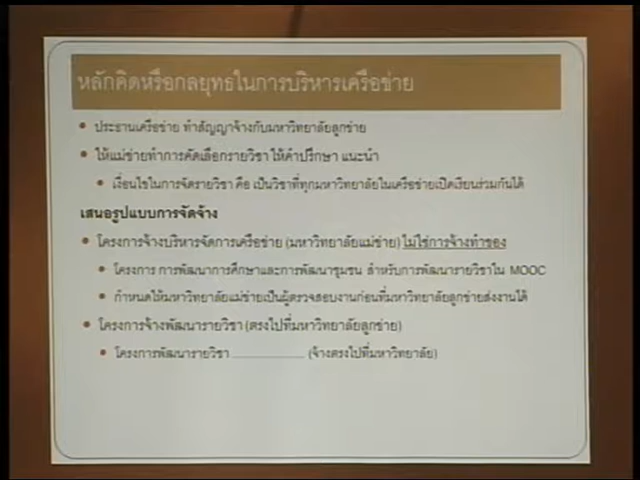 หลักคิดหรือกลยุทธในการบริหารเครือข่าย
• ประธานเครือข่าย ทำสัญญาจ้างกับมหาวิทยาลัยลูกข่าย
• ให้แม่ข่ายทำการคัดเลือกรายวิชา ให้คำปรึกษา แนะนำ
• เงื่อนไขในการจัดรายวิชา คือ เป็นวิชาที่ทุกมหาวิทยาลัยในเครือข่ายเปิดเรียนร่วมกันได้
เสนอรูปแบบการจัดจ้าง
• โครงการจ้างบริหารจัดการเครือข่าย (มหาวิทยาลัยแม่ข่าย) ไม่ใช่การจ้างทำของ
• โครงการ การพัฒนาการศึกษาและการพัฒนาชุมชน สำหรับการพัฒนารายวิชาใน MOOC
• กำหนดให้มหาวิทยาลัยแม่ข่ายเป็นผู้ตรวจสอบงานก่อนที่มหาวิทยาลัยลูกข่ายส่งงานได้
• โครงการจ้างพัฒนารายวิชา (ตรงไปที่มหาวิทยาลัยลูกข่าย)
• โครงการพัฒนารายวิชา ____________ (จ้างตรงไปที่มหาวิทยาลัย)